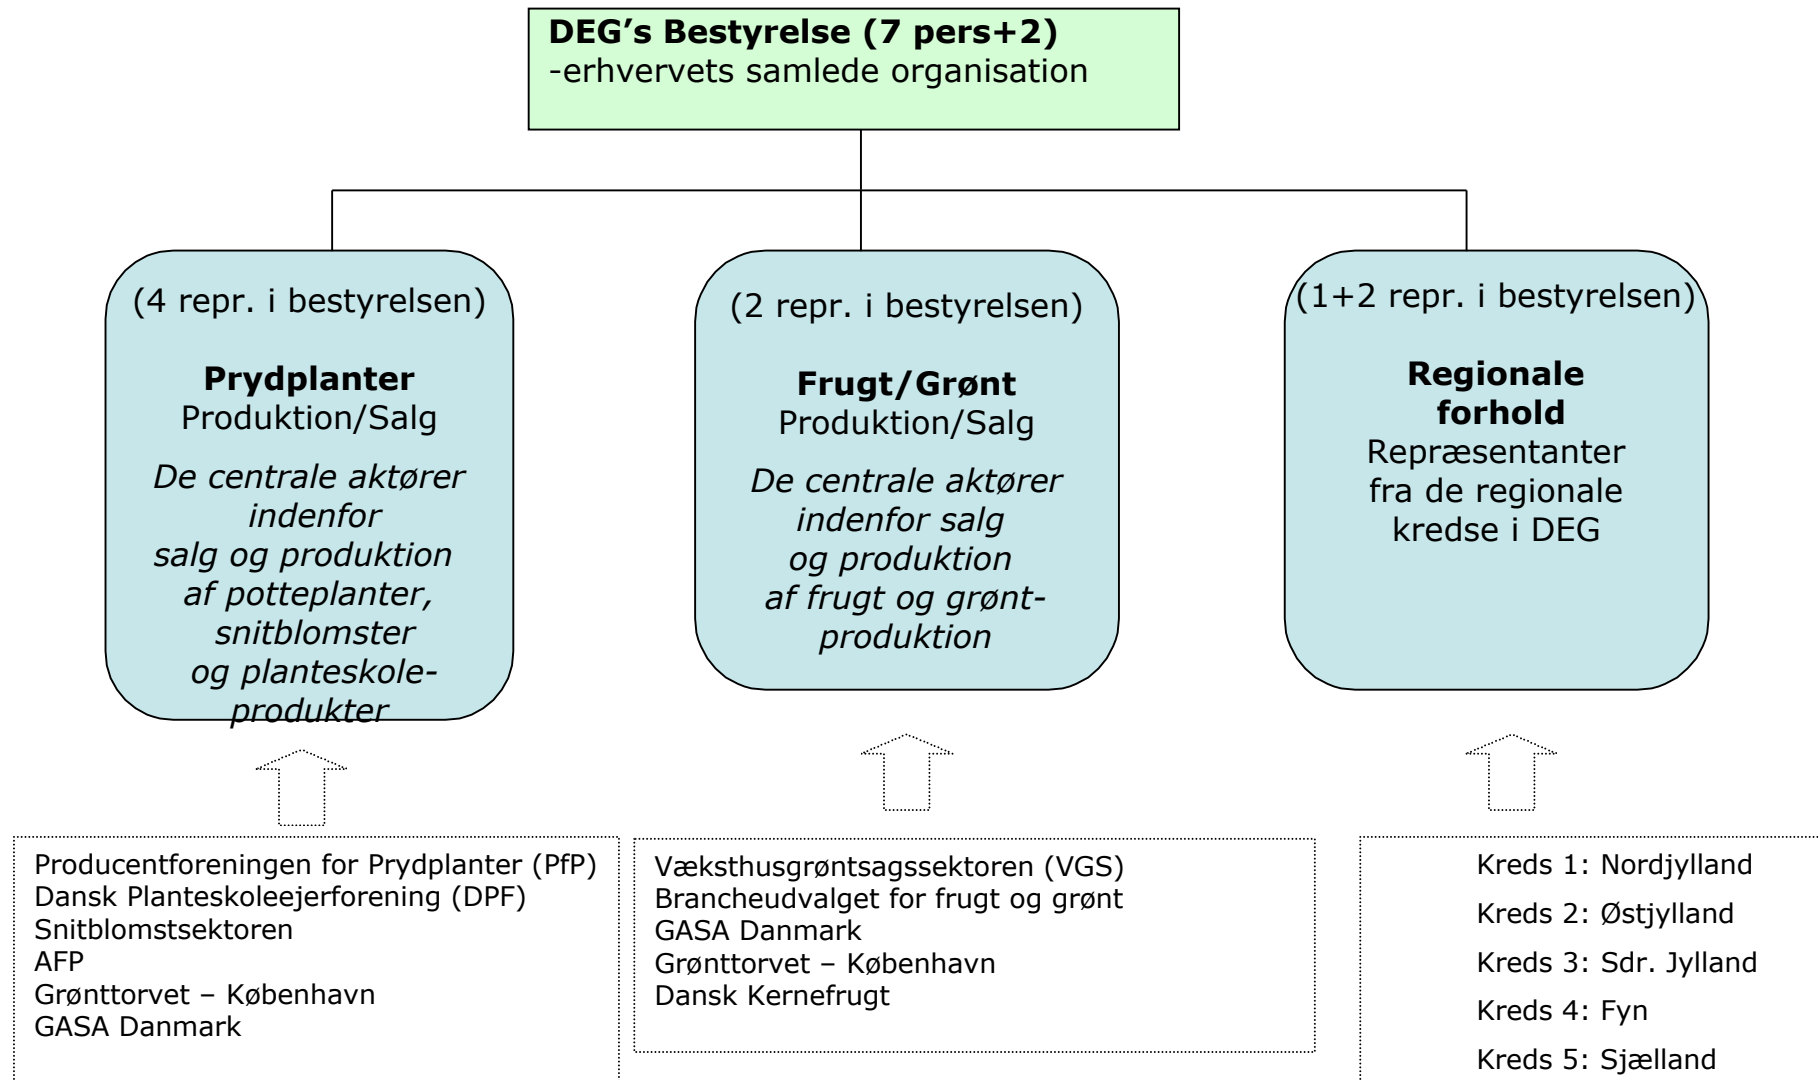 DEG’s Bestyrelse (7 pers+2)
-erhvervets samlede organisation
(4 repr. i bestyrelsen)
Prydplanter
Produktion/Salg
De centrale aktører
indenfor
salg og produktion
af potteplanter,
snitblomster
og planteskole-
produkter
(2 repr. i bestyrelsen)
Frugt/Grønt
Produktion/Salg
De centrale aktører
indenfor salg
og produktion
af frugt og grønt-
produktion
(1+2 repr. i bestyrelsen)
Regionale
forhold
Repræsentanter
fra de regionale
kredse i DEG
Producentforeningen for Prydplanter (PfP)
Dansk Planteskoleejerforening (DPF)
Snitblomstsektoren
AFP
Grønttorvet – København
GASA Danmark
Væksthusgrøntsagssektoren (VGS)
Brancheudvalget for frugt og grønt
GASA Danmark
Grønttorvet – København
Dansk Kernefrugt
Kreds 1: Nordjylland
Kreds 2: Østjylland
Kreds 3: Sdr. Jylland
Kreds 4: Fyn
Kreds 5: Sjælland